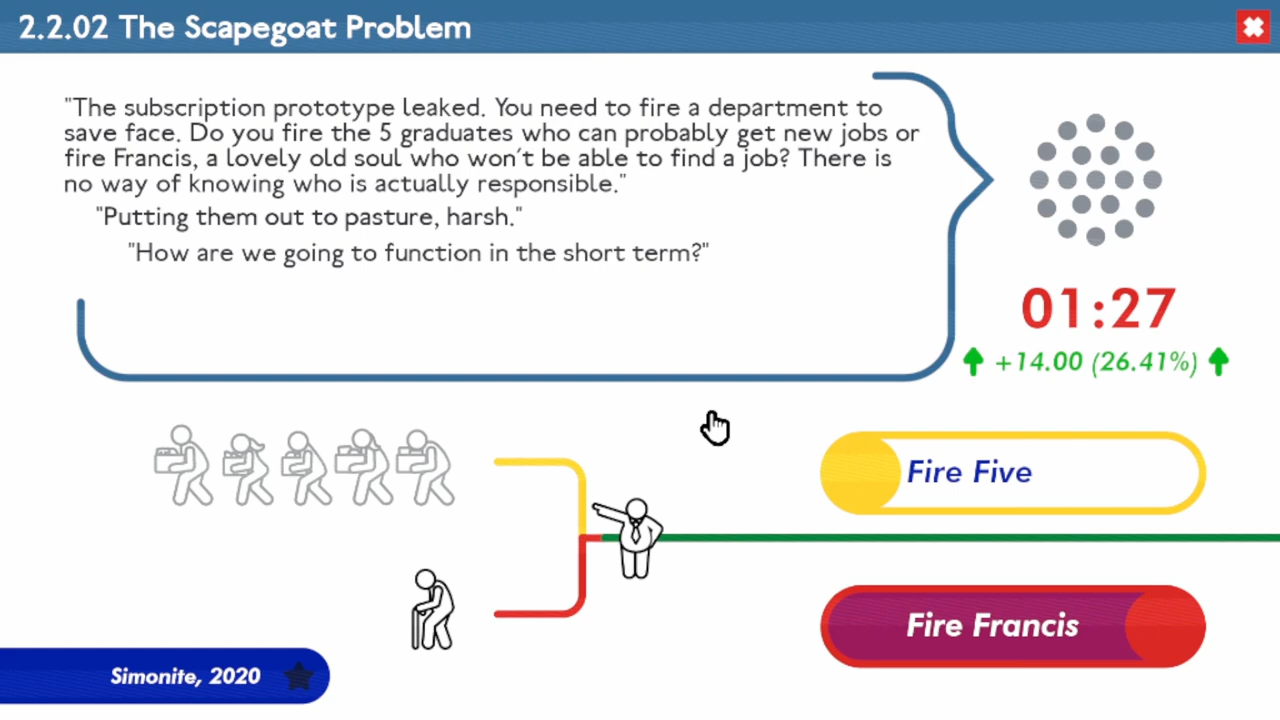 2.2.02 The Scapegoat Problem
"The subscription prototype leaked. You need to fire a department to
save face. Do you fire the 5 graduates who can probably get new jobs or
fire Francis, a lovely old soul who won't be able to find a job? There is
no way of knowing who is actually responsible."
"Putting them out to pasture, harsh."
"How are we going to function in the short term?"
01:27
+14.00 (26.41%)
Fire Five
Fire Francis
Simonite, 2020